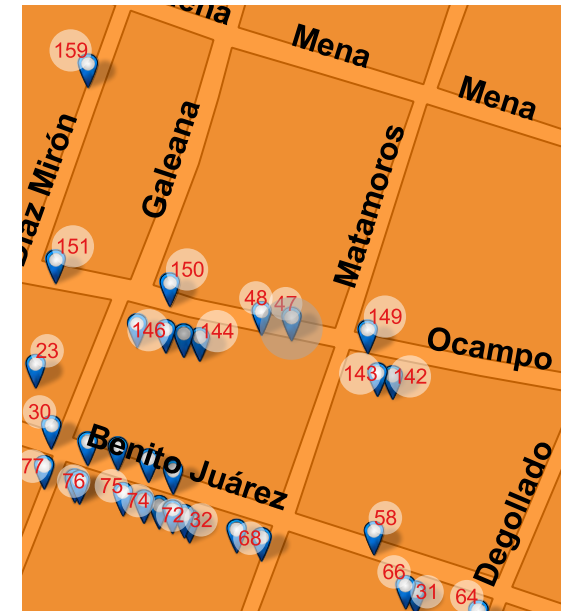 Mena
Mena
159
Mena
Galeana
Matamoros
Díaz Mirón
151
150
48
47
149
146
144
Ocampo
23
143
142
30
Benito Juárez
77
76
75
74
72
32
68
58
Degollado
66
31
64